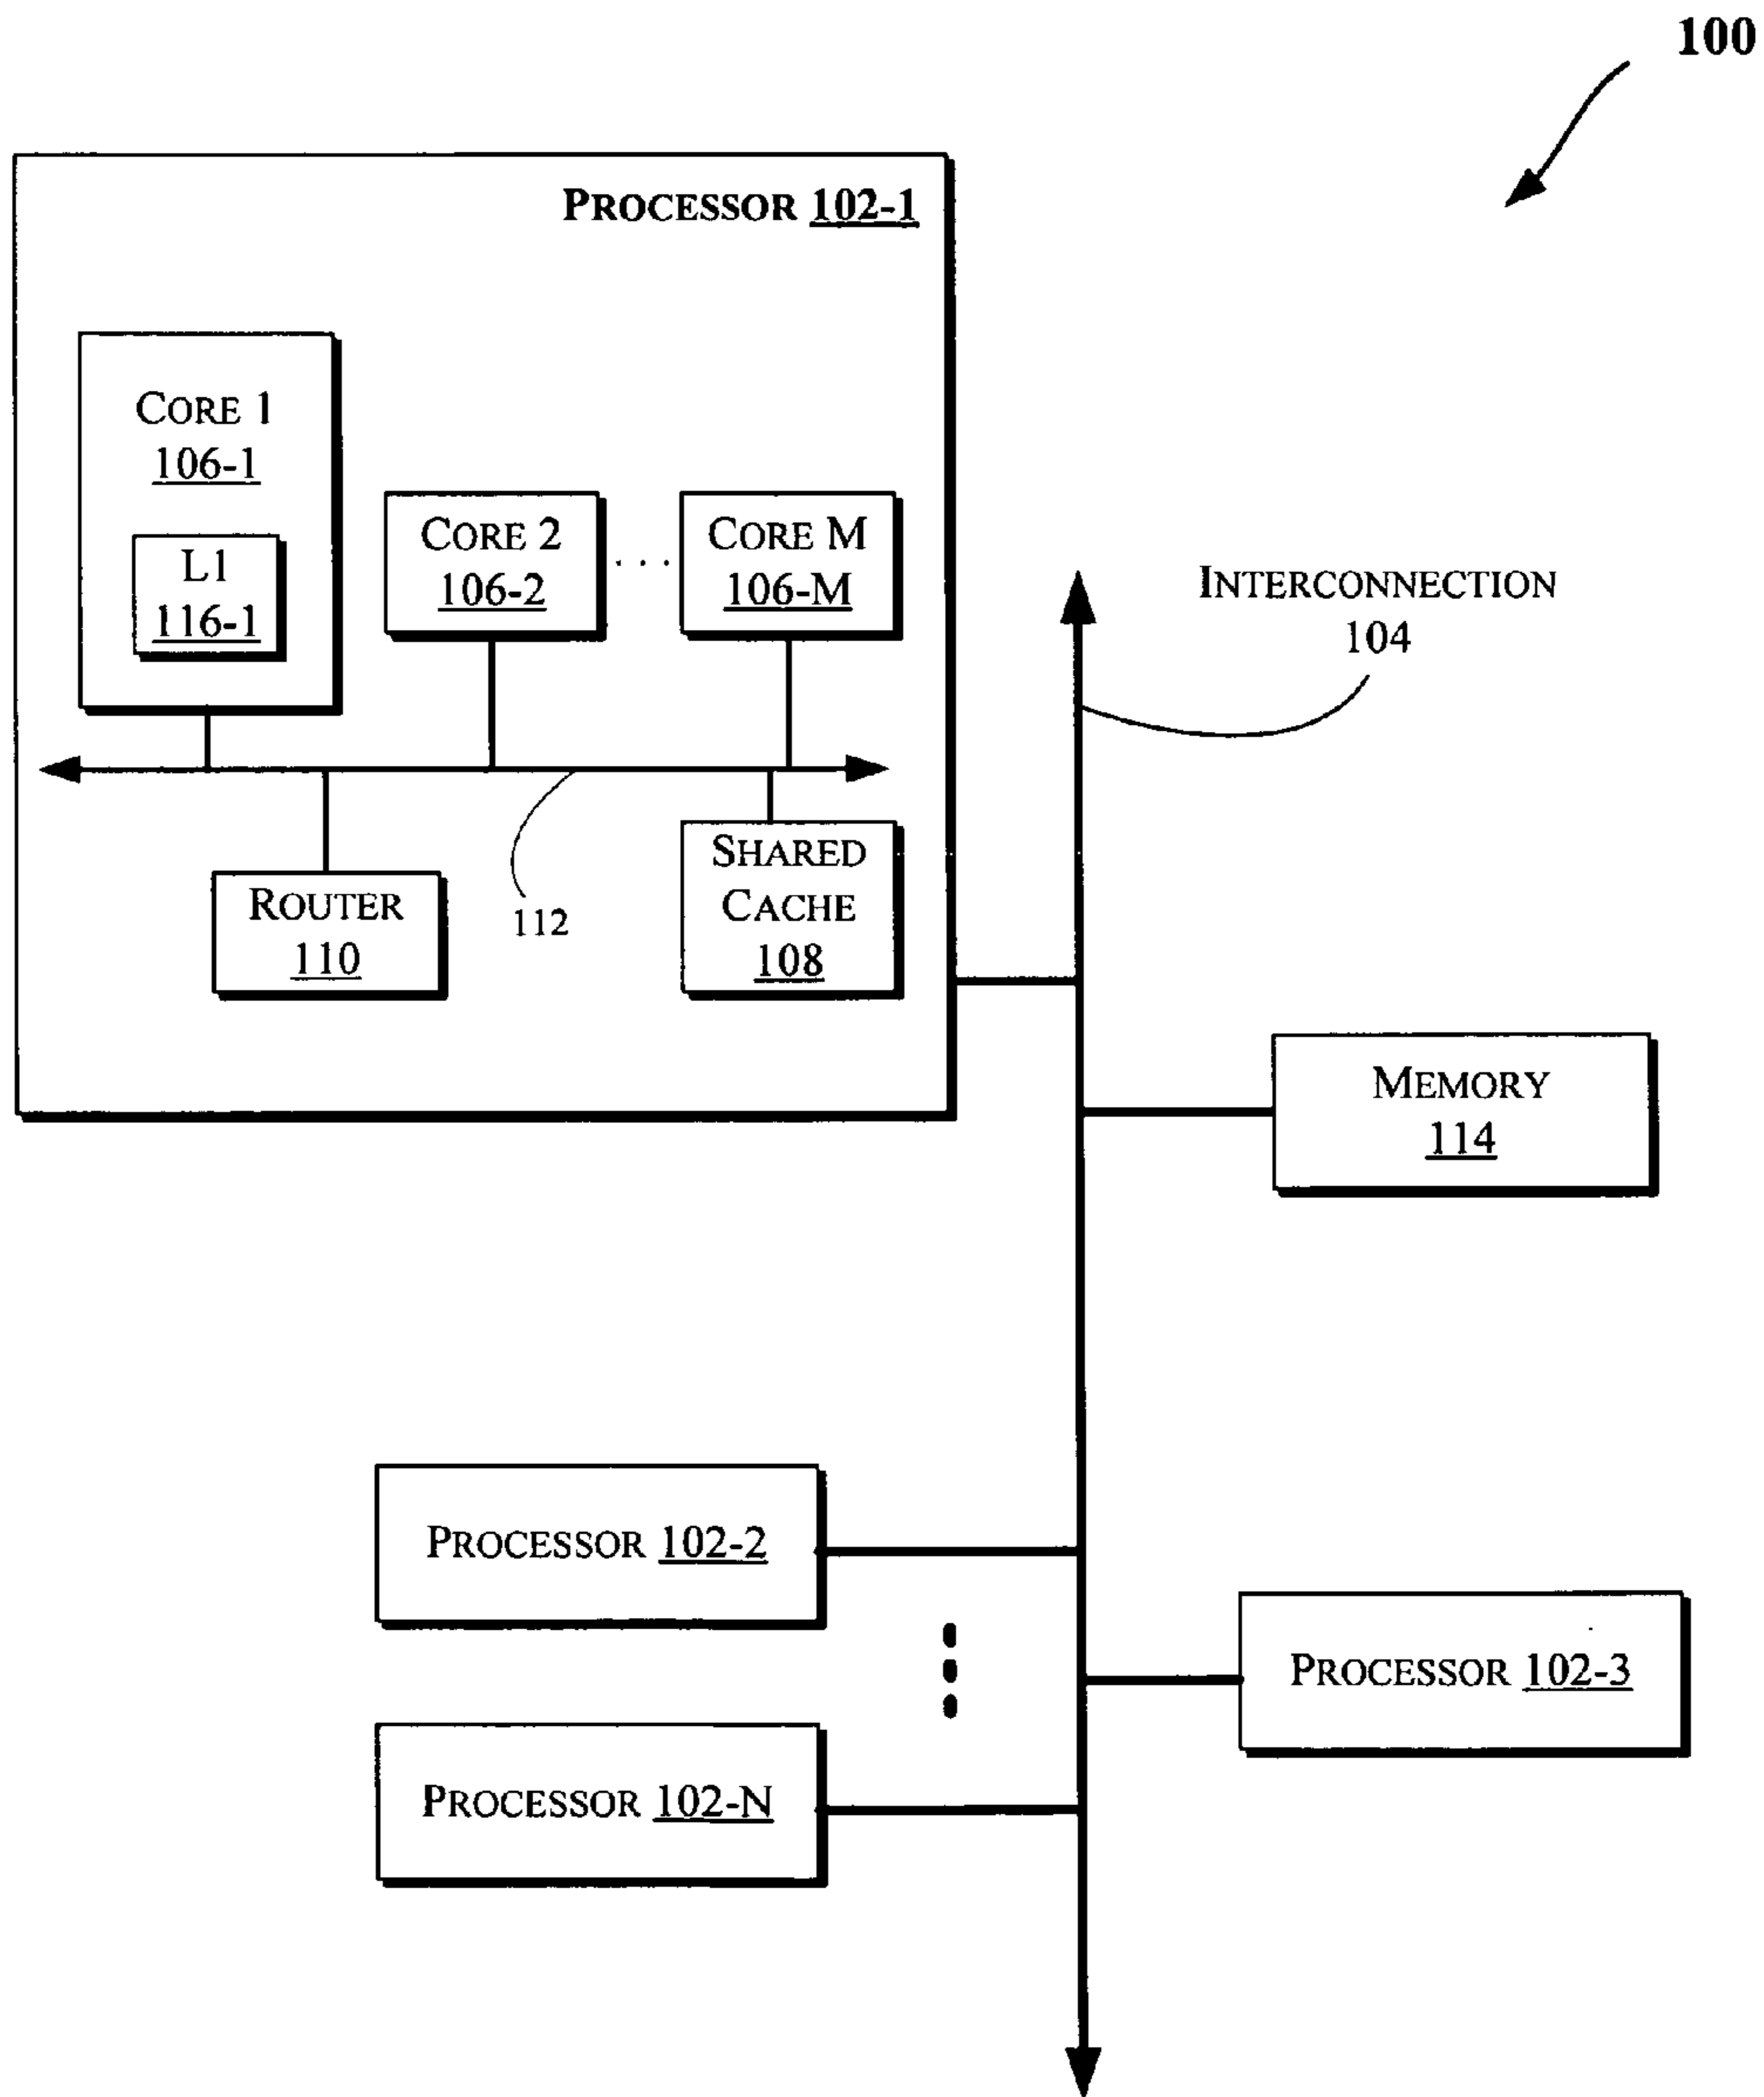 100
PROCESSOR 102-1
CORE 1
106-1
L1
116-1
CORE 2
106-2
CORE M
106-M
INTERCONNECTION
104
ROUTER
110
112
SHARED
CACHE
108
MEMORY
114
PROCESSOR 102-2
PROCESSOR 102-3
PROCESSOR 102-N